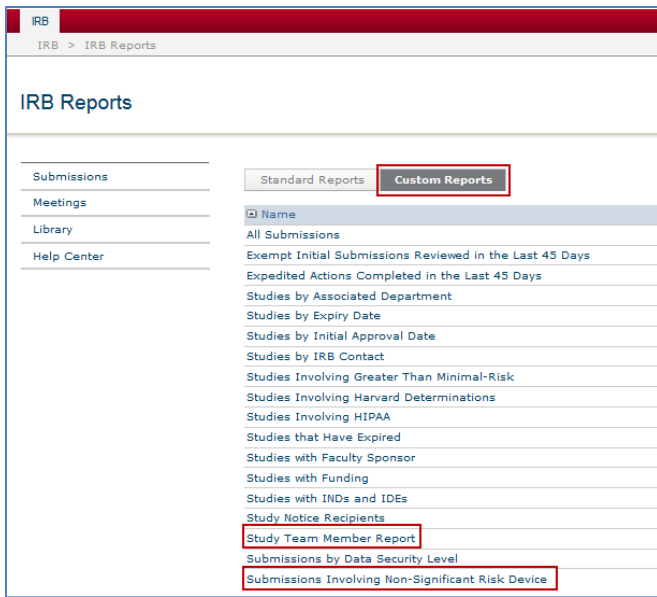 IRB
IRB > IRB Reports
IRB Reports
Submissions
Meetings
Library
Help Center
Standard Reports
Custom Reports
Name
All Submissions
Exempt Initial Submissions Reviewed in the Last 45 Days
Expedited Actions Completed in the Last 45 Days
Studies by Associated Department
Studies by Expiry Date
Studies by Initial Approval Date
Studies by IRB Contact
Studies Involving Greater Than Minimal-Risk
Studies Involving Harvard Determinations
Studies Involving HIPAA
Studies that Have Expired
Studies with Faculty Sponsor
Studies with Funding
Studies with INDs and IDEs
Study Notice Recipients
Study Team Member Report
Submissions by Data Security Level
Submissions Involving Non-Significant Risk Device